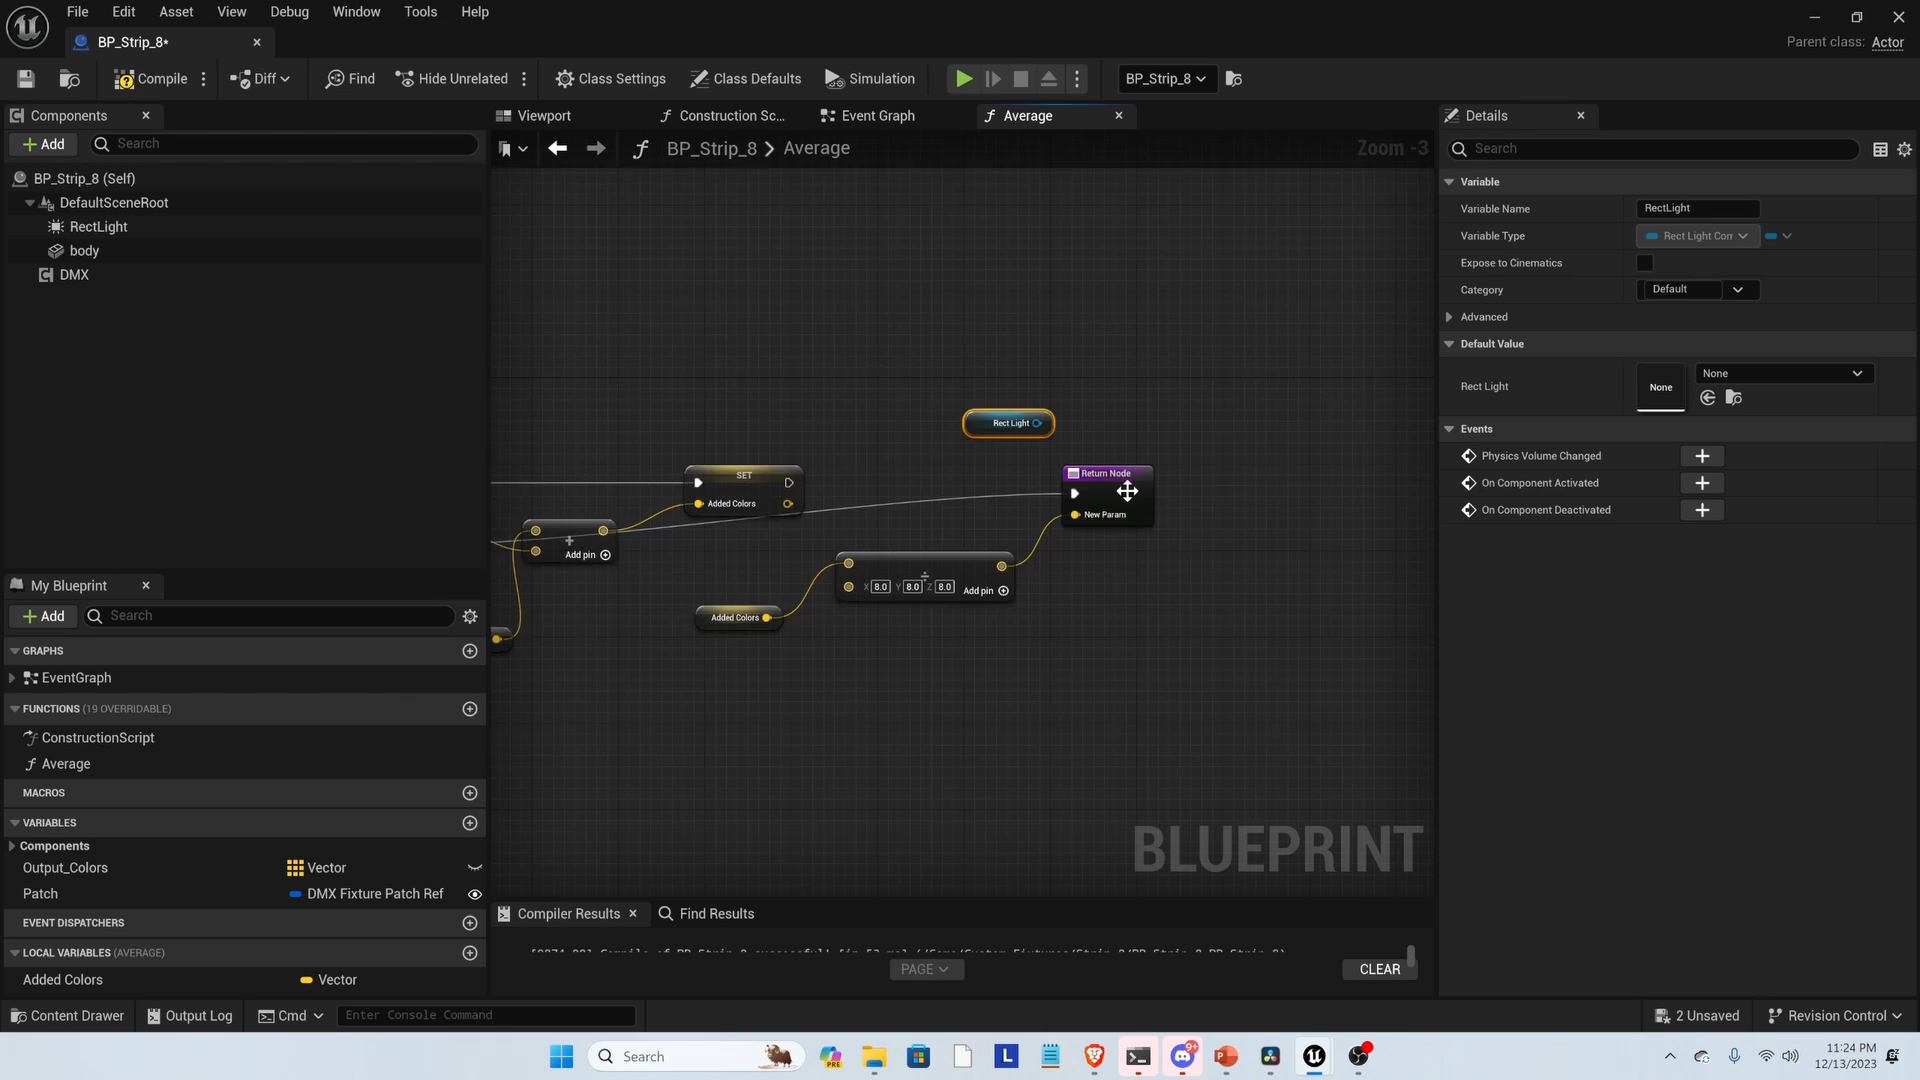 File Edit Asset View Debug Window Tools Help
BP_Strip_8*
Parent class: Actor
Compile
Diff
Find
Hide Unrelated
Class Settings
Class Defaults
Simulation
BP_Strip_8
Components
Add
Search
BP_Strip_8 (Self)
DefaultSceneRoot
RectLight
body
DMX
Viewport
Construction Sc...
Event Graph
Average
BP_Strip_8 > Average
Zoom -3
Rect Light
SET
Added Colors
Return Node
New Param
Add pin
X 8.0 Y 8.0 Z 8.0 Add pin
Added Colors
BLUEPRINT
My Blueprint
Add
Search
GRAPHS
EventGraph
FUNCTIONS (19 OVERRIDABLE)
ConstructionScript
Average
MACROS
VARIABLES
Components
Output_Colors Vector
Patch DMX Fixture Patch Ref
EVENT DISPATCHERS
LOCAL VARIABLES (AVERAGE)
Added Colors Vector
Compiler Results
Find Results
PAGE
CLEAR
Details
Search
Variable
Variable Name RectLight
Variable Type Rect Light Con
Expose to Cinematics
Category Default
Advanced
Default Value
Rect Light None None
Events
Physics Volume Changed
On Component Activated
On Component Deactivated
Content Drawer
Output Log
Cmd
Enter Console Command
2 Unsaved
Revision Control
Search
PRE
L
9+
P
11:24 PM
12/13/2023